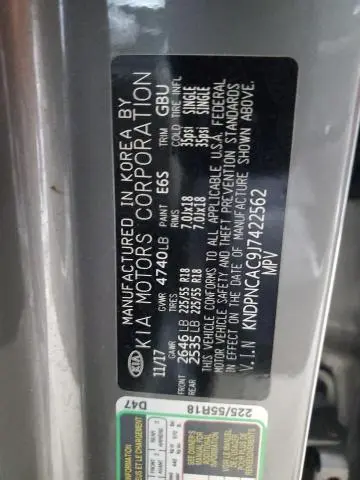 MANUFACTURED IN KOREA BY
KIA MOTORS CORPORATION
KIA
11/17 GVWR 4740LB PAINT E6S TRIM GBU
GAWR TIRES RIMS COLD TIRE INFL
FRONT 2646LB 225/55 R18 7.0Jx18 35psi SINGLE
REAR 2535LB 225/55 R18 7.0Jx18 35psi SINGLE
THIS VEHICLE CONFORMS TO ALL APPLICABLE U.S.A. FEDERAL
MOTOR VEHICLE SAFETY AND THEFT PREVENTION STANDARDS
IN EFFECT ON THE DATE OF MANUFACTURE SHOWN ABOVE.
V.I.N KNDPNCAC9J7422562
MPV
D47
225/55R18